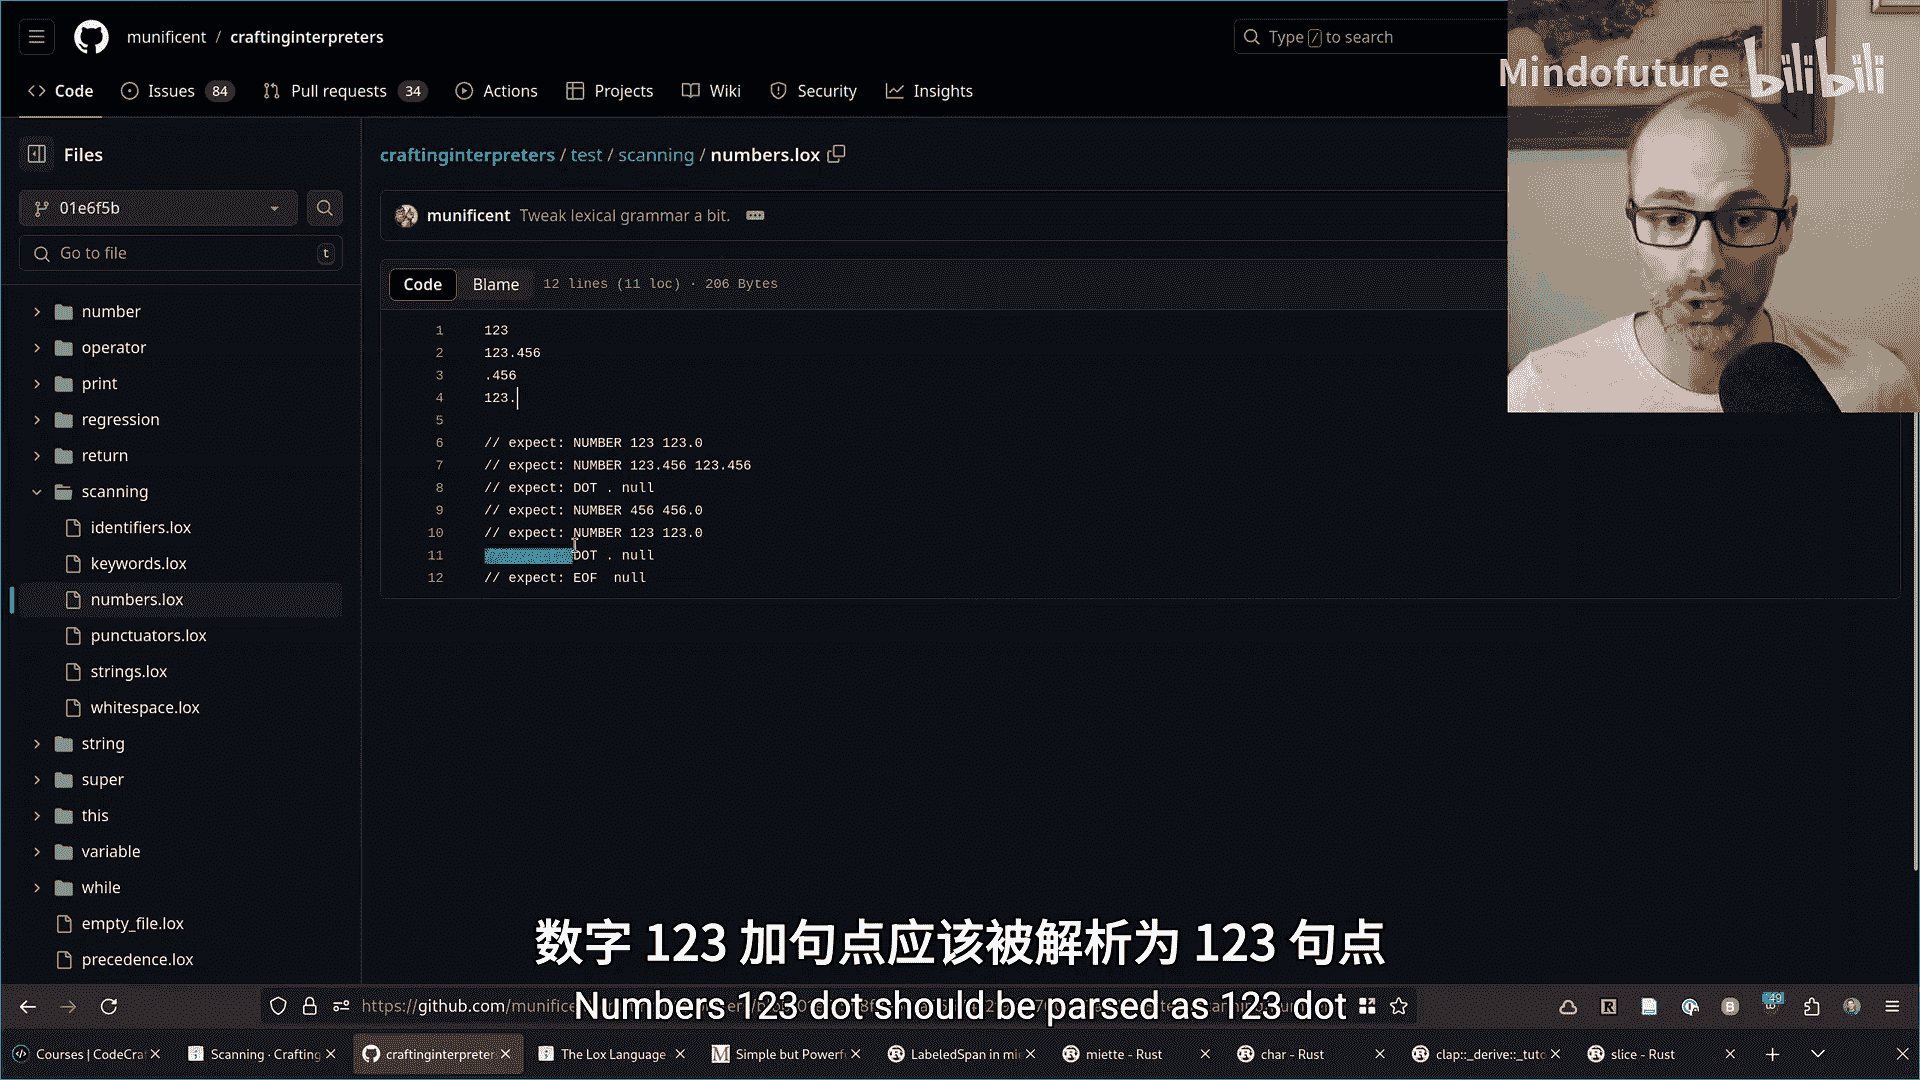 munificent / craftinginterpreters
Type / to search
Mindofuture bilibili
Code
Issues 84
Pull requests 34
Actions
Projects
Wiki
Security
Insights
Files
craftinginterpreters / test / scanning / numbers.lox
01e6f5b
munificent Tweak lexical grammar a bit.
Go to file t
Code Blame 12 lines (11 loc) · 206 Bytes
number
operator
print
regression
return
scanning
identifiers.lox
keywords.lox
numbers.lox
punctuators.lox
strings.lox
whitespace.lox
string
super
this
variable
while
empty_file.lox
precedence.lox
1 123
2 123.456
3 .456
4 123.
5
6 // expect: NUMBER 123 123.0
7 // expect: NUMBER 123.456 123.456
8 // expect: DOT . null
9 // expect: NUMBER 456 456.0
10 // expect: NUMBER 123 123.0
11 DOT . null
12 // expect: EOF  null
数字 123 加句点应该被解析为 123 句点
Numbers 123 dot should be parsed as 123 dot
https://github.com/munifice
49
Courses | CodeCra
Scanning · Crafting
craftinginterpreter
The Lox Language
Simple but Powerf
LabeledSpan in mi
miette - Rust
char - Rust
clap::_derive::_tuto
slice - Rust